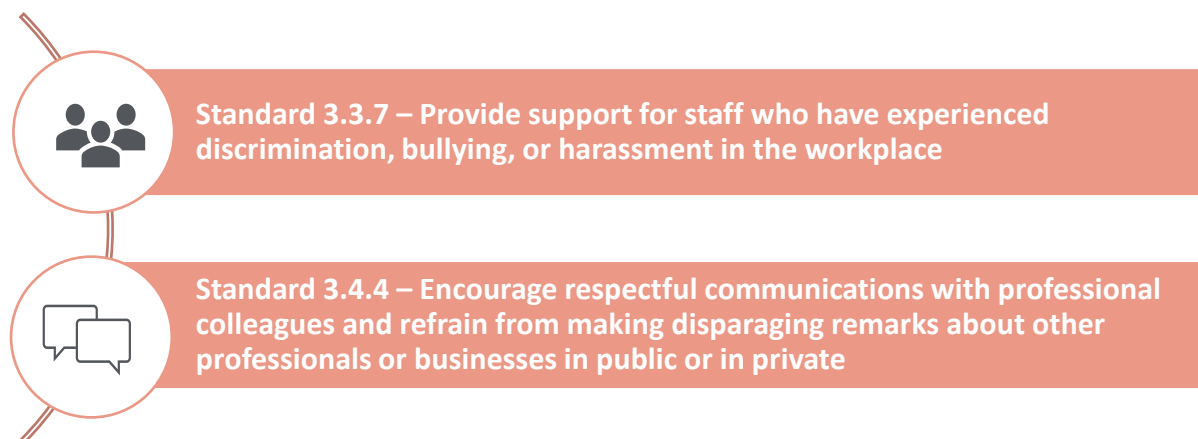 Standard 3.3.7 – Provide support for staff who have experienced
discrimination, bullying, or harassment in the workplace
Standard 3.4.4 – Encourage respectful communications with professional
colleagues and refrain from making disparaging remarks about other
professionals or businesses in public or in private